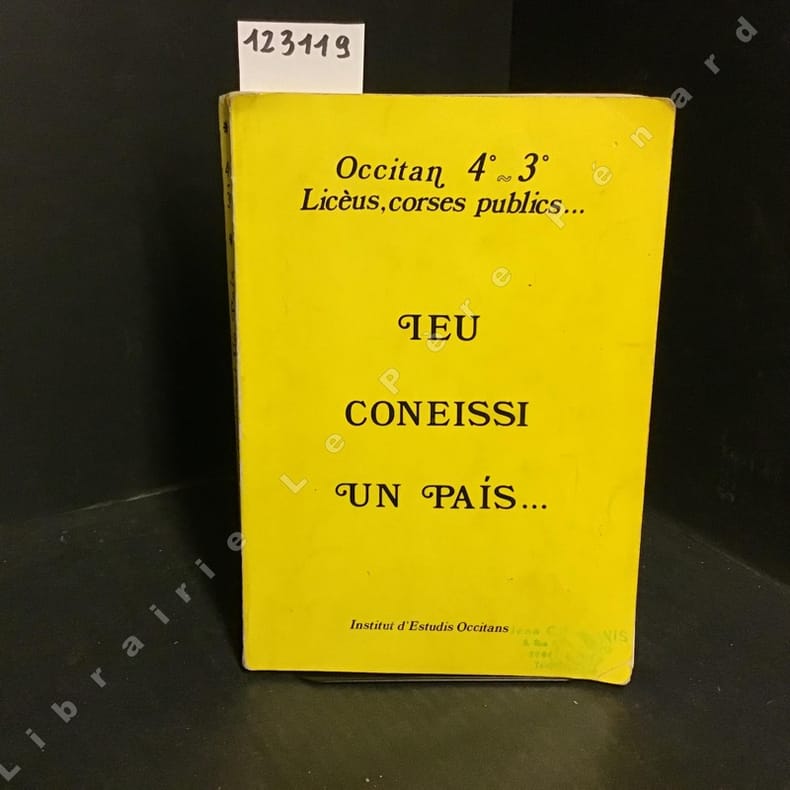 123119
Occitan 4° ~ 3°
Licèus, corses publics...
IEU
CONEISSI
UN PAÍS...
Institut d'Estudis Occitans
Librairie Le Père Pénard